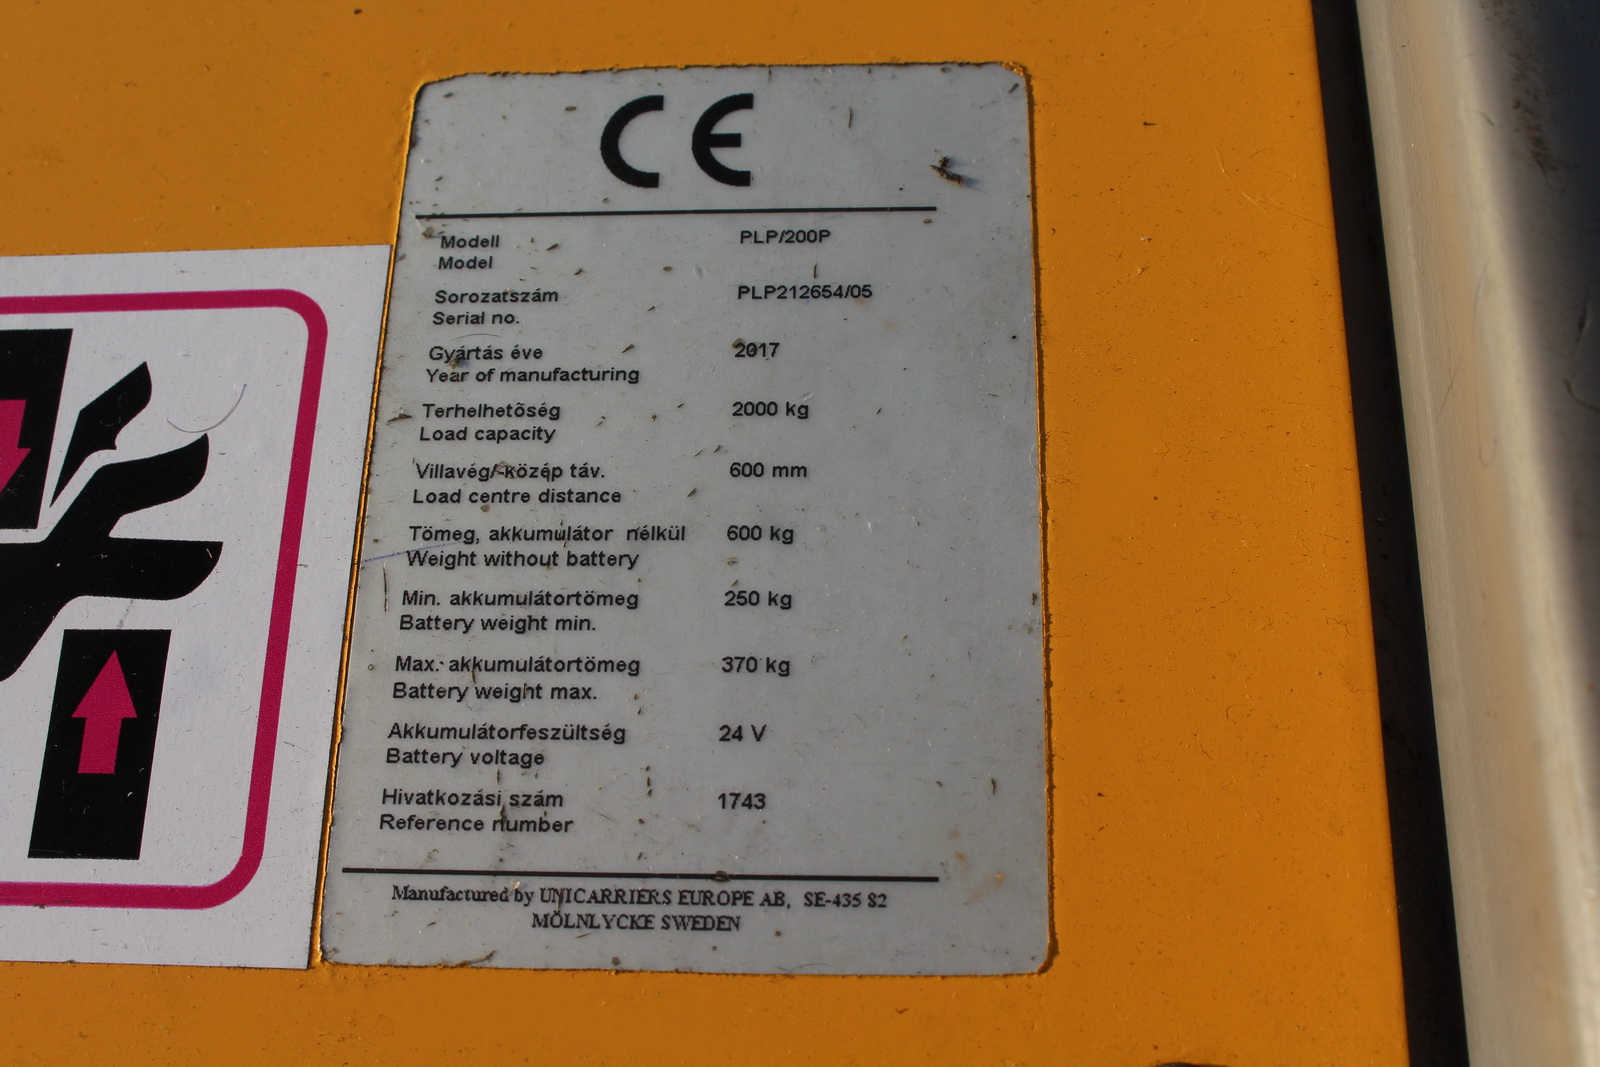 CE
Modell PLP/200P
Model
Sorozatszám PLP212654/05
Serial no.
Gyártás éve 2017
Year of manufacturing
Terhelhetõség 2000 kg
Load capacity
Villavég/-közép táv. 600 mm
Load centre distance
Tömeg, akkumulátor nélkül 600 kg
Weight without battery
Min. akkumulátortömeg 250 kg
Battery weight min.
Max. akkumulátortömeg 370 kg
Battery weight max.
Akkumulátorfeszültség 24 V
Battery voltage
Hivatkozási szám 1743
Reference number
Manufactured by UNICARRIERS EUROPE AB, SE-435 82
MÖLNLYCKE SWEDEN